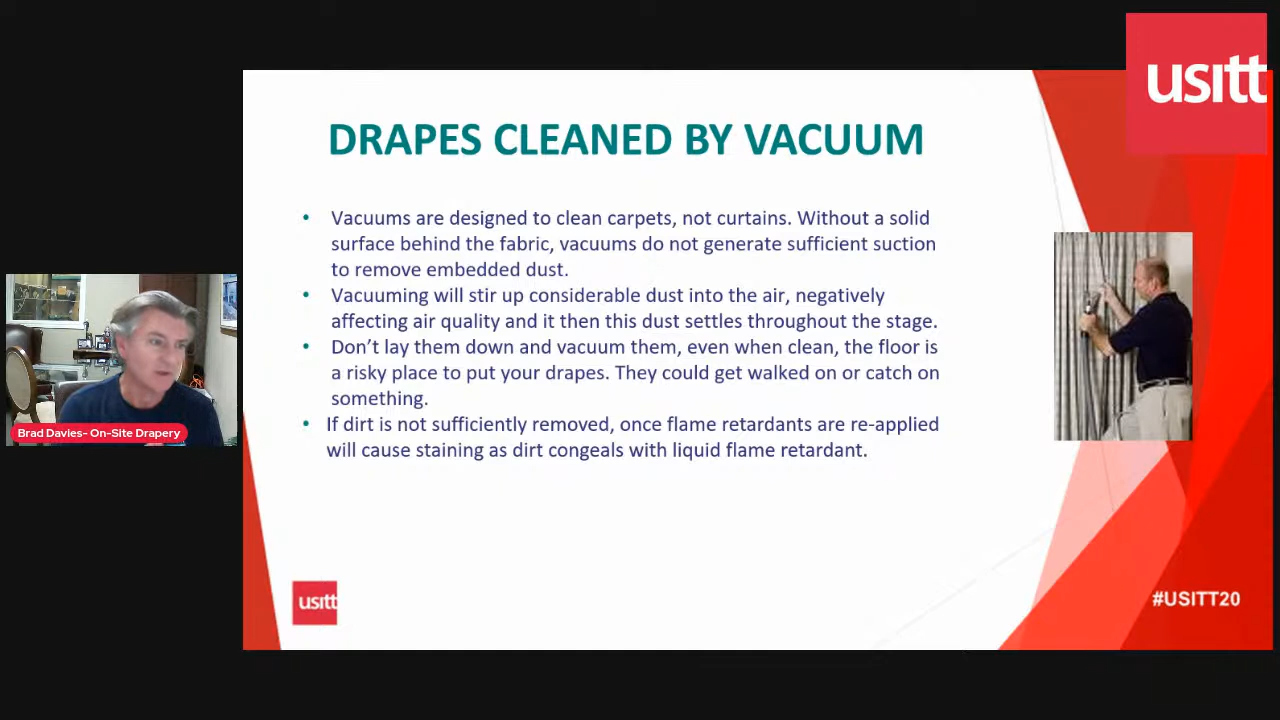 usitt
DRAPES CLEANED BY VACUUM
• Vacuums are designed to clean carpets, not curtains. Without a solid
surface behind the fabric, vacuums do not generate sufficient suction
to remove embedded dust.
• Vacuuming will stir up considerable dust into the air, negatively
affecting air quality and it then this dust settles throughout the stage.
• Don’t lay them down and vacuum them, even when clean, the floor is
a risky place to put your drapes. They could get walked on or catch on
something.
• If dirt is not sufficiently removed, once flame retardants are re-applied
will cause staining as dirt congeals with liquid flame retardant.
Brad Davies- On-Site Drapery
usitt
#USITT20